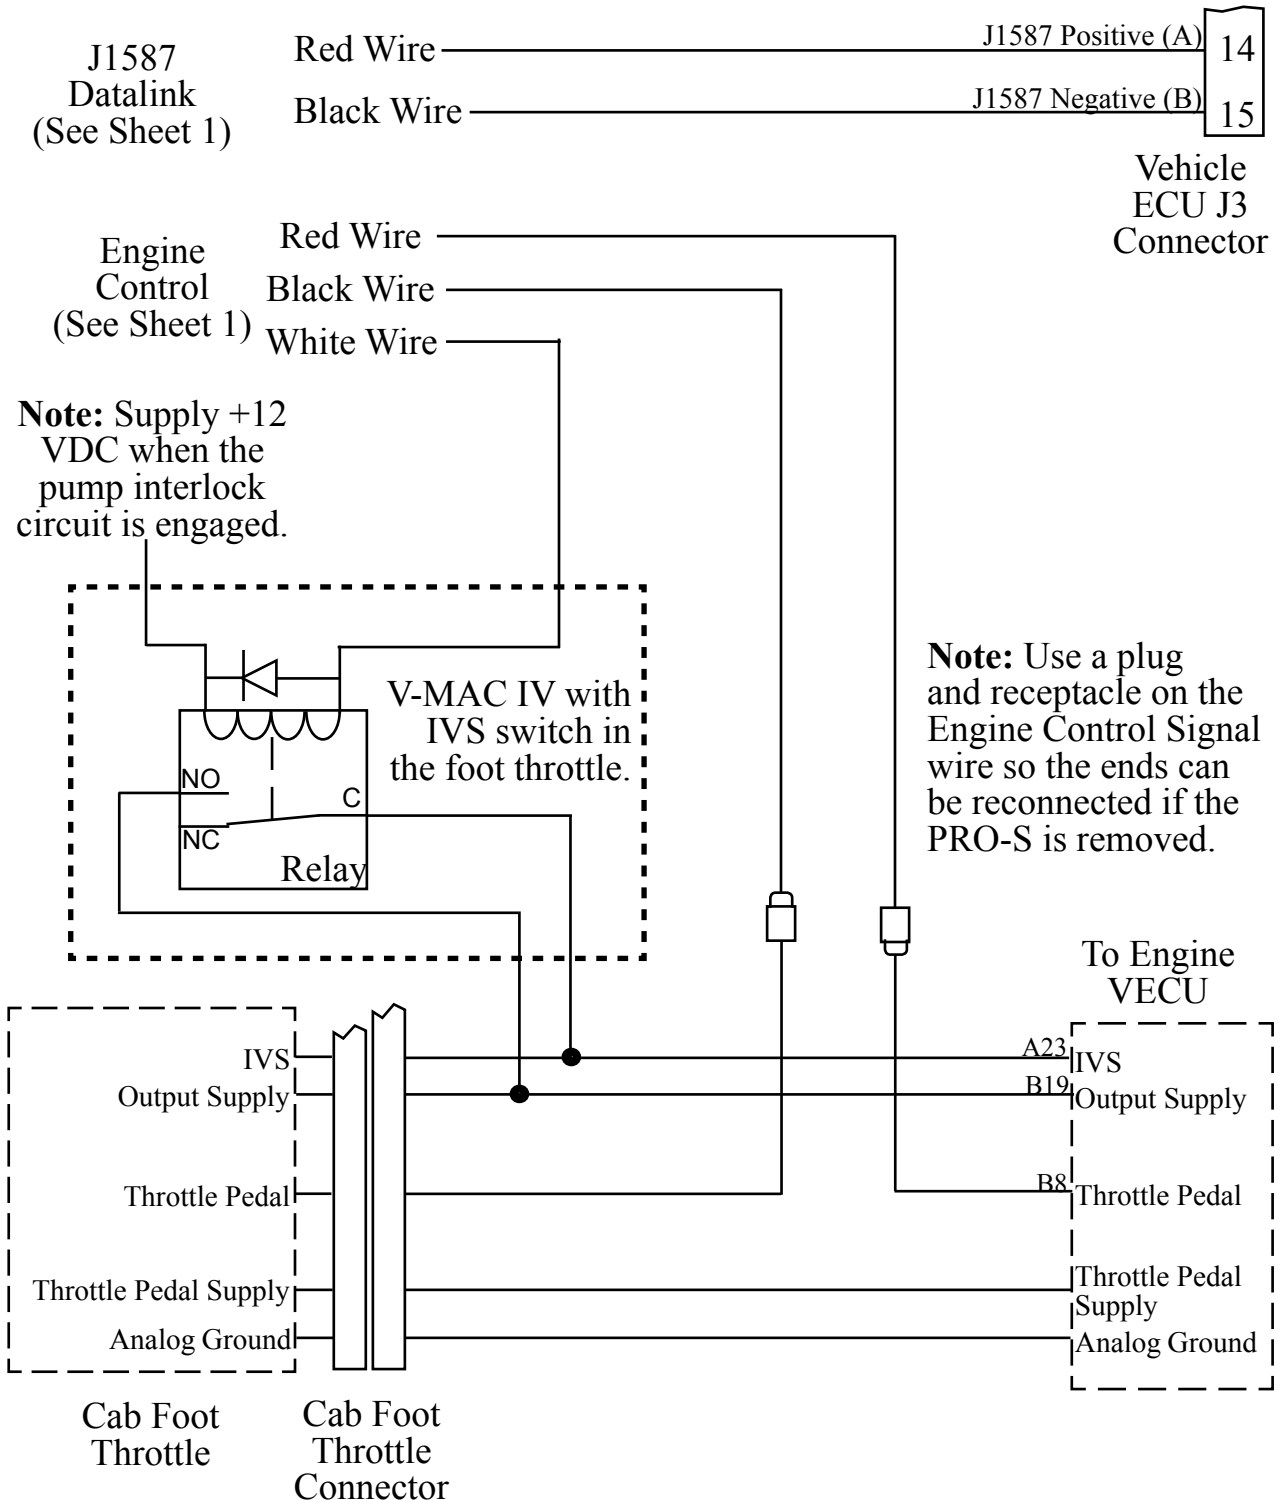 J1587
Datalink
(See Sheet 1)
Red Wire
J1587 Positive (A)
14
Black Wire
J1587 Negative (B)
15
Vehicle
ECU J3
Connector
Engine
Control
(See Sheet 1)
Red Wire
Black Wire
White Wire
Note: Supply +12
VDC when the
pump interlock
circuit is engaged.
V-MAC IV with
IVS switch in
the foot throttle.
NO
C
NC
Relay
Note: Use a plug
and receptacle on the
Engine Control Signal
wire so the ends can
be reconnected if the
PRO-S is removed.
To Engine
VECU
IVS
A23
IVS
Output Supply
B19
Output Supply
Throttle Pedal
B8
Throttle Pedal
Throttle Pedal Supply
Throttle Pedal
Supply
Analog Ground
Analog Ground
Cab Foot
Throttle
Cab Foot
Throttle
Connector